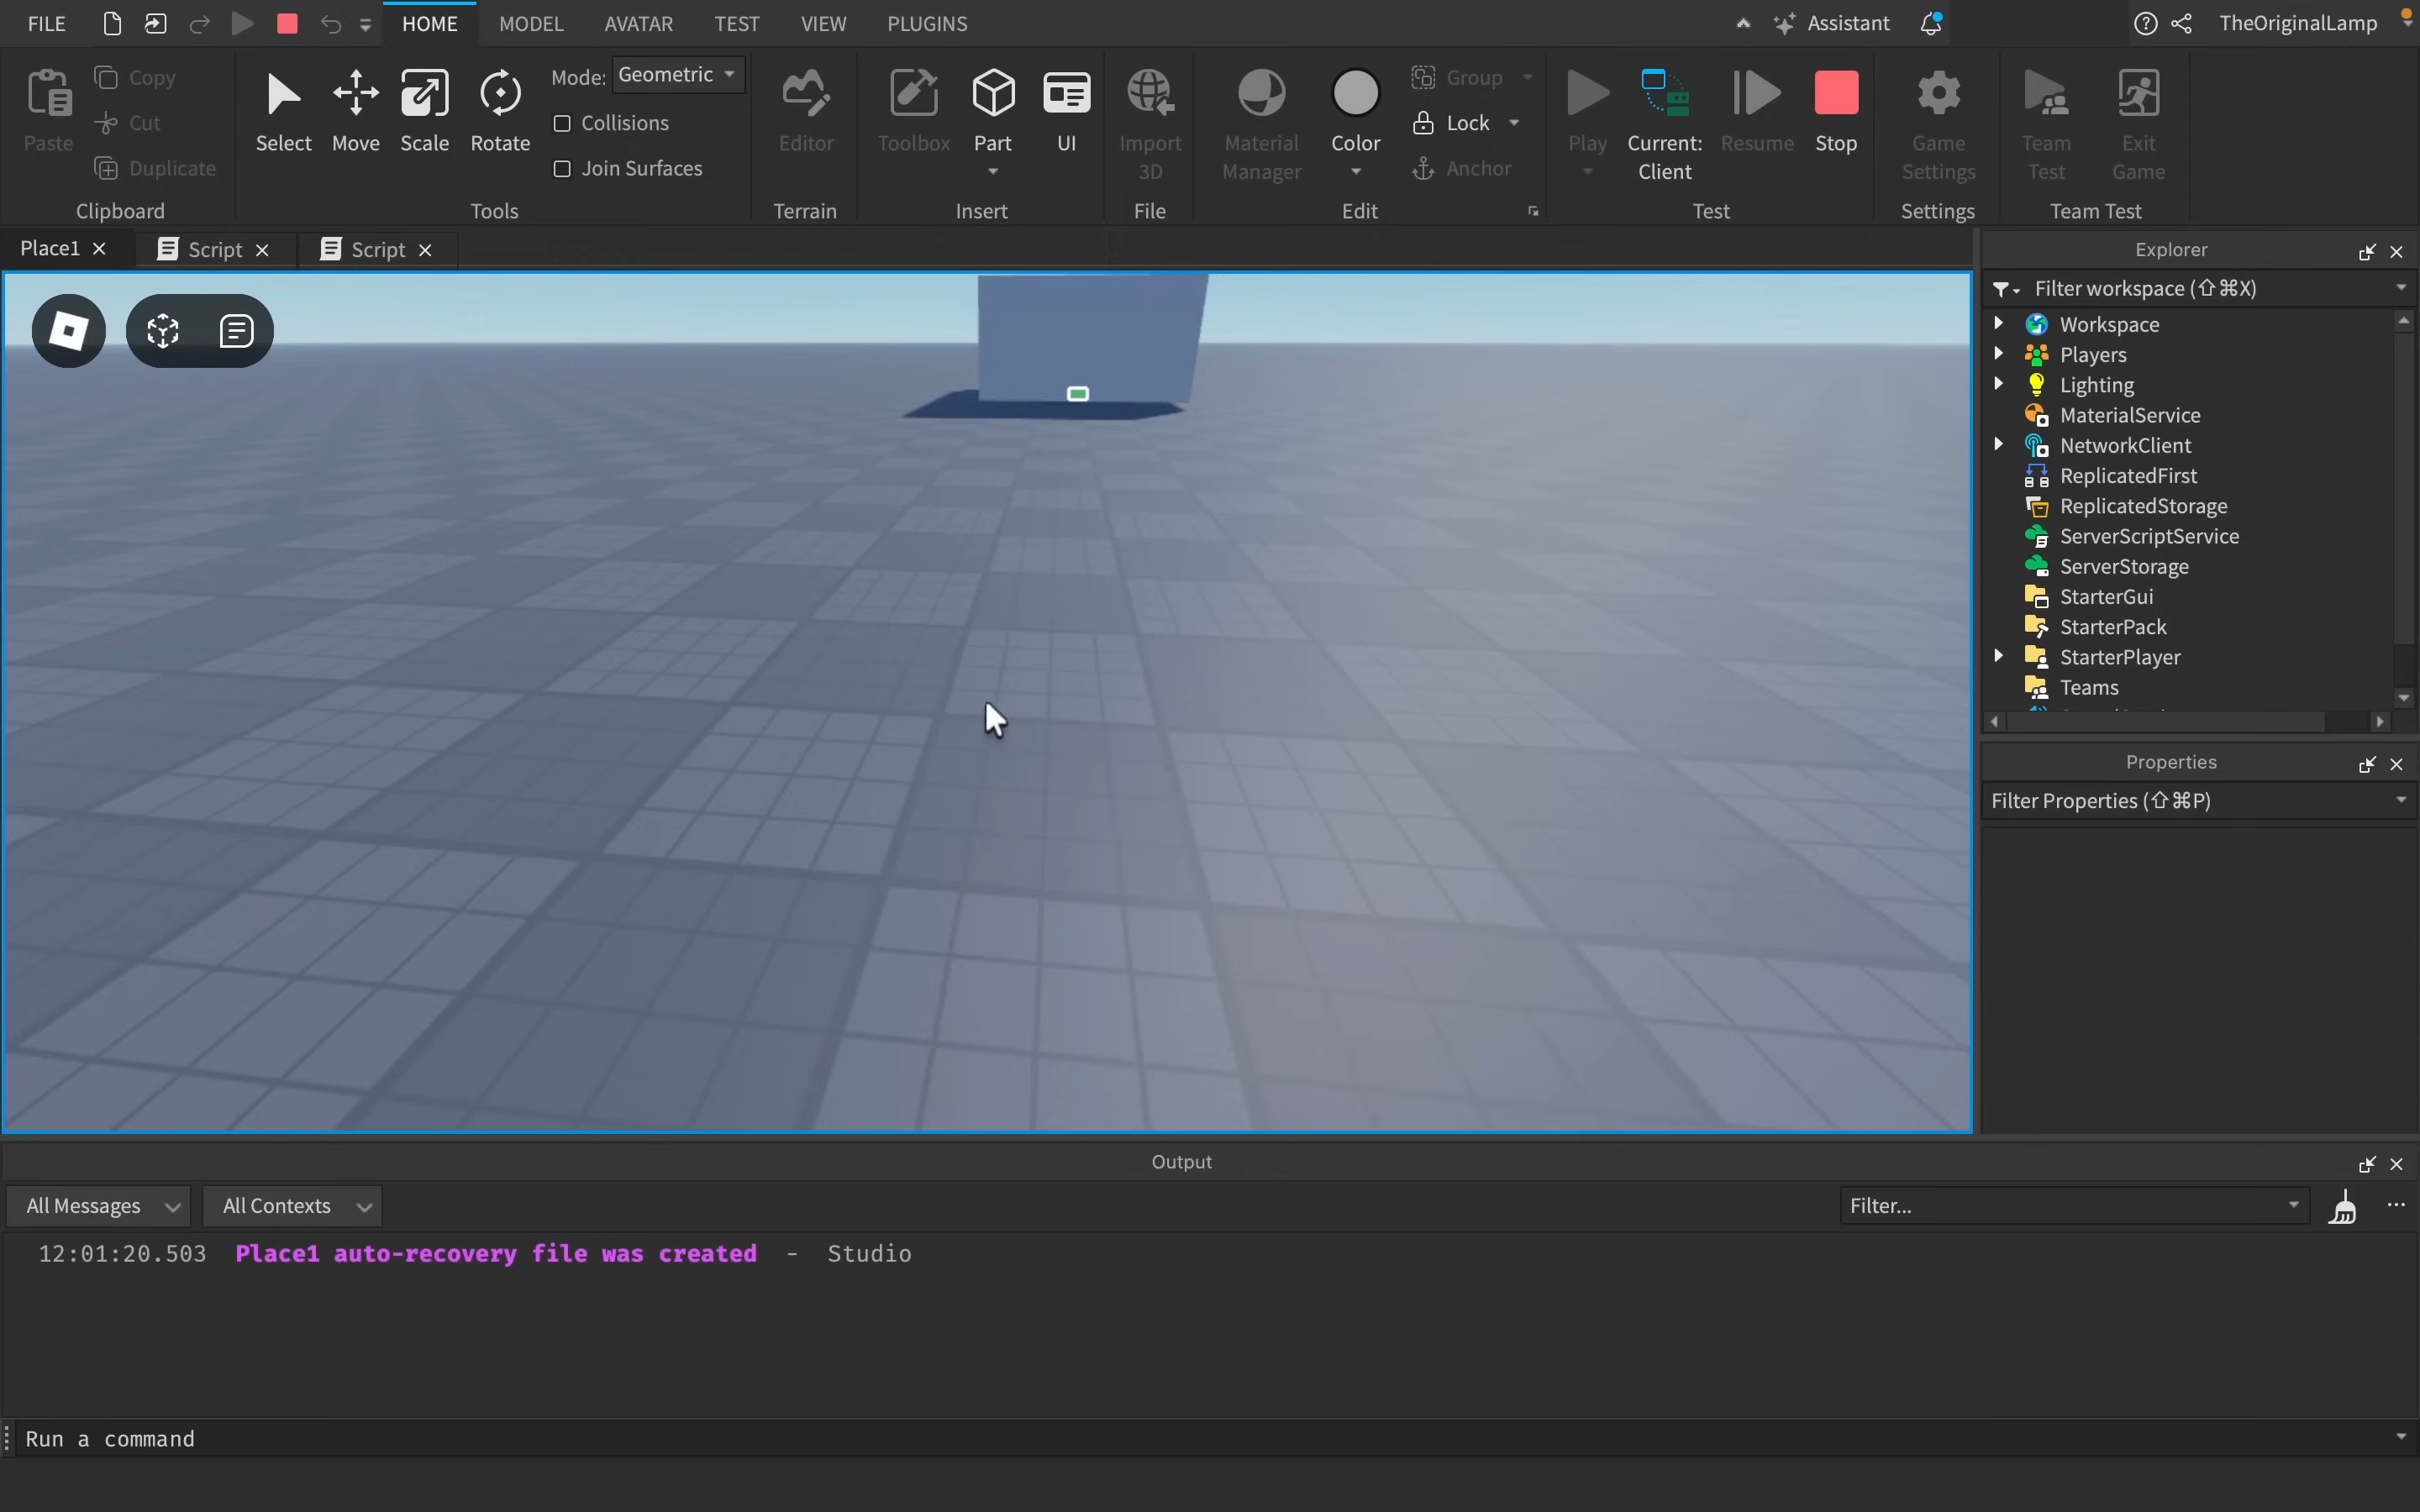 FILE HOME MODEL AVATAR TEST VIEW PLUGINS Assistant TheOriginalLamp
Paste
Copy
Cut
Duplicate
Clipboard
Select Move Scale Rotate
Mode: Geometric
Collisions
Join Surfaces
Tools
Editor
Terrain
Toolbox Part UI
Insert
Import
3D
File
Material
Manager
Color
Group
Lock
Anchor
Edit
Play
Current:
Client
Resume
Stop
Test
Game
Settings
Settings
Team
Test
Exit
Game
Team Test
Place1 Script Script
Explorer
Filter workspace (⇧⌘X)
Workspace
Players
Lighting
MaterialService
NetworkClient
ReplicatedFirst
ReplicatedStorage
ServerScriptService
ServerStorage
StarterGui
StarterPack
StarterPlayer
Teams
Properties
Filter Properties (⇧⌘P)
Output
All Messages All Contexts Filter...
12:01:20.503 Place1 auto-recovery file was created - Studio
Run a command